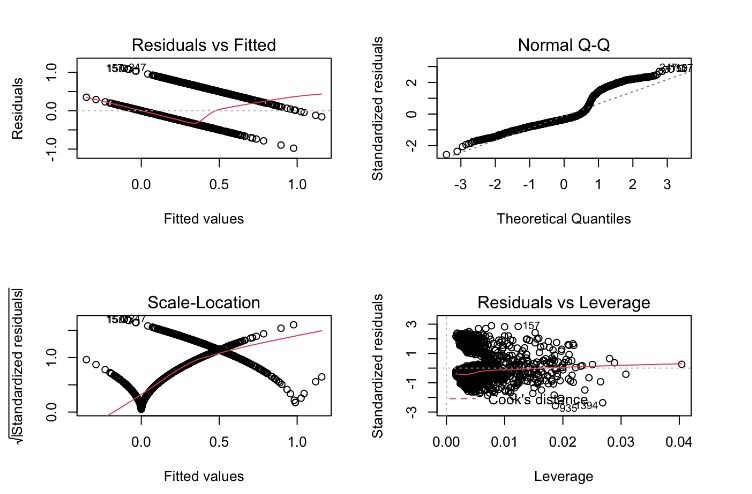 Residuals vs Fitted
Residuals
1.0
0.0
-1.0
0.0
0.5
1.0
Fitted values
Normal Q-Q
Standardized residuals
2
0
-2
-3
-2
-1
0
1
2
3
Theoretical Quantiles
Scale-Location
√|Standardized residuals|
1.0
0.0
0.0
0.5
1.0
Fitted values
Residuals vs Leverage
Standardized residuals
3
1
-1
-3
157
Cook's distance
935
1394
0.00
0.01
0.02
0.03
0.04
Leverage